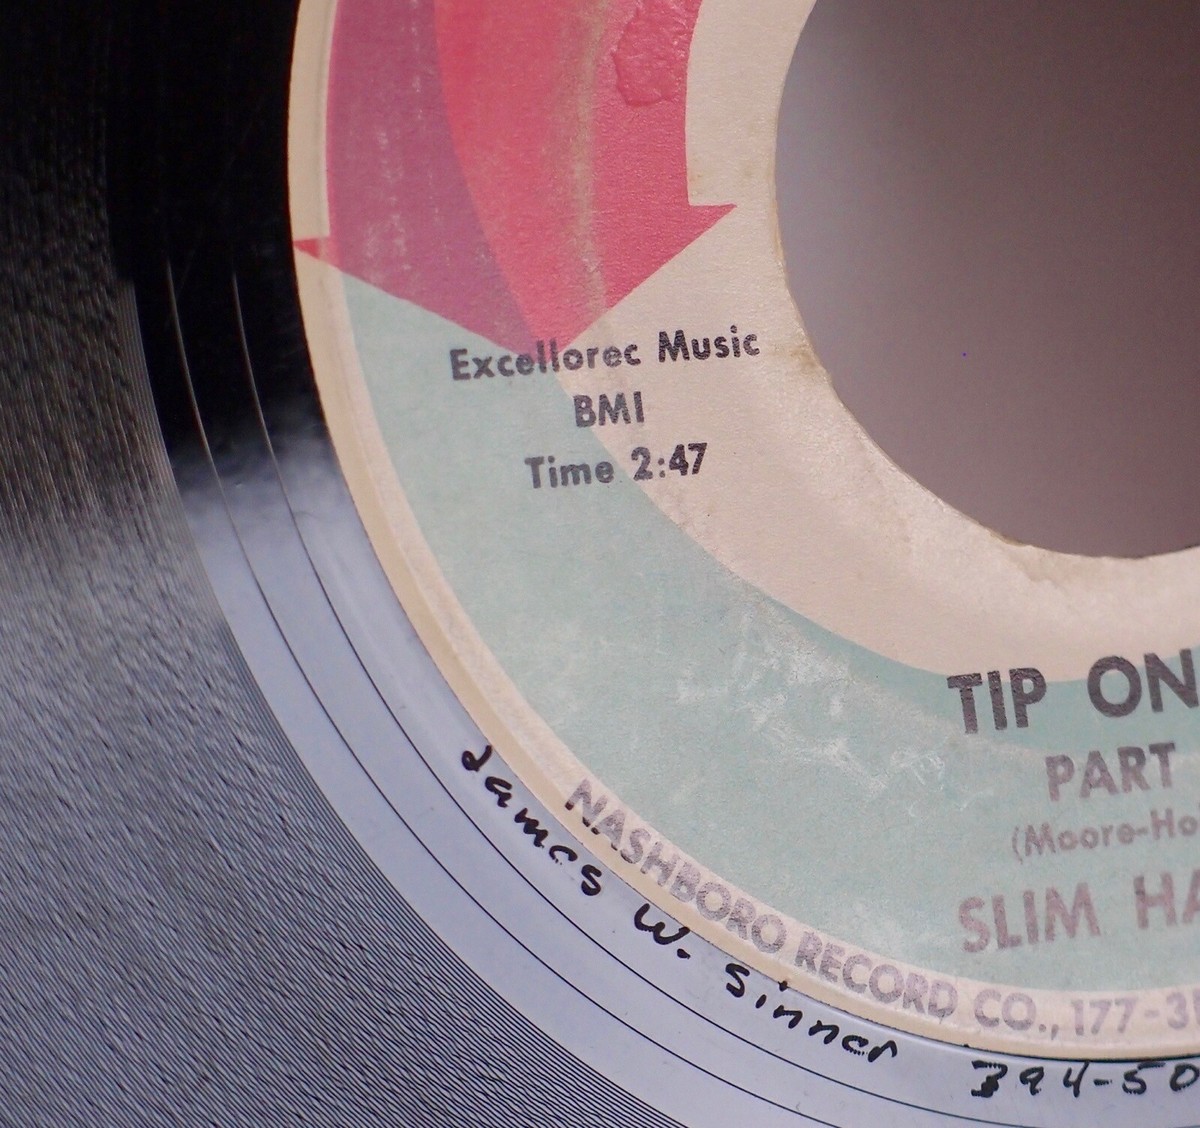 Excellorec Music
BMI
Time 2:47
TIP ON
PART
(Moore-Ho
SLIM HA
NASHBORO RECORD CO., 177-3
James W. Sinner 394-50